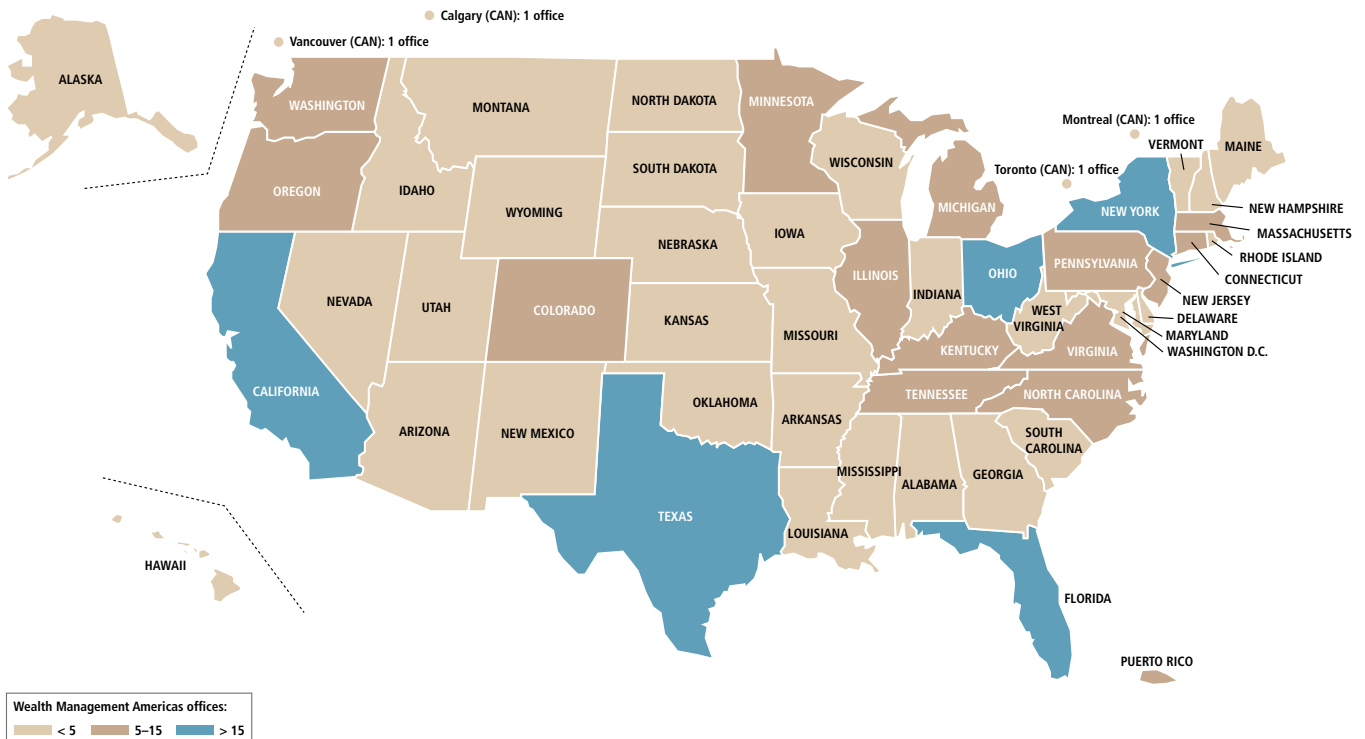 Calgary (CAN): 1 office
Vancouver (CAN): 1 office
ALASKA
WASHINGTON
MONTANA
NORTH DAKOTA
MINNESOTA
Montreal (CAN): 1 office
VERMONT
MAINE
WISCONSIN
SOUTH DAKOTA
Toronto (CAN): 1 office
OREGON
IDAHO
WYOMING
MICHIGAN
NEW YORK
NEW HAMPSHIRE
MASSACHUSETTS
RHODE ISLAND
CONNECTICUT
IOWA
NEBRASKA
PENNSYLVANIA
OHIO
ILLINOIS
INDIANA
NEW JERSEY
DELAWARE
MARYLAND
WASHINGTON D.C.
NEVADA
UTAH
COLORADO
KANSAS
MISSOURI
WEST
VIRGINIA
KENTUCKY
VIRGINIA
CALIFORNIA
TENNESSEE
NORTH CAROLINA
OKLAHOMA
ARKANSAS
ARIZONA
NEW MEXICO
SOUTH
CAROLINA
MISSISSIPPI
ALABAMA
GEORGIA
TEXAS
LOUISIANA
HAWAII
FLORIDA
PUERTO RICO
Wealth Management Americas offices:
< 5 5–15 > 15